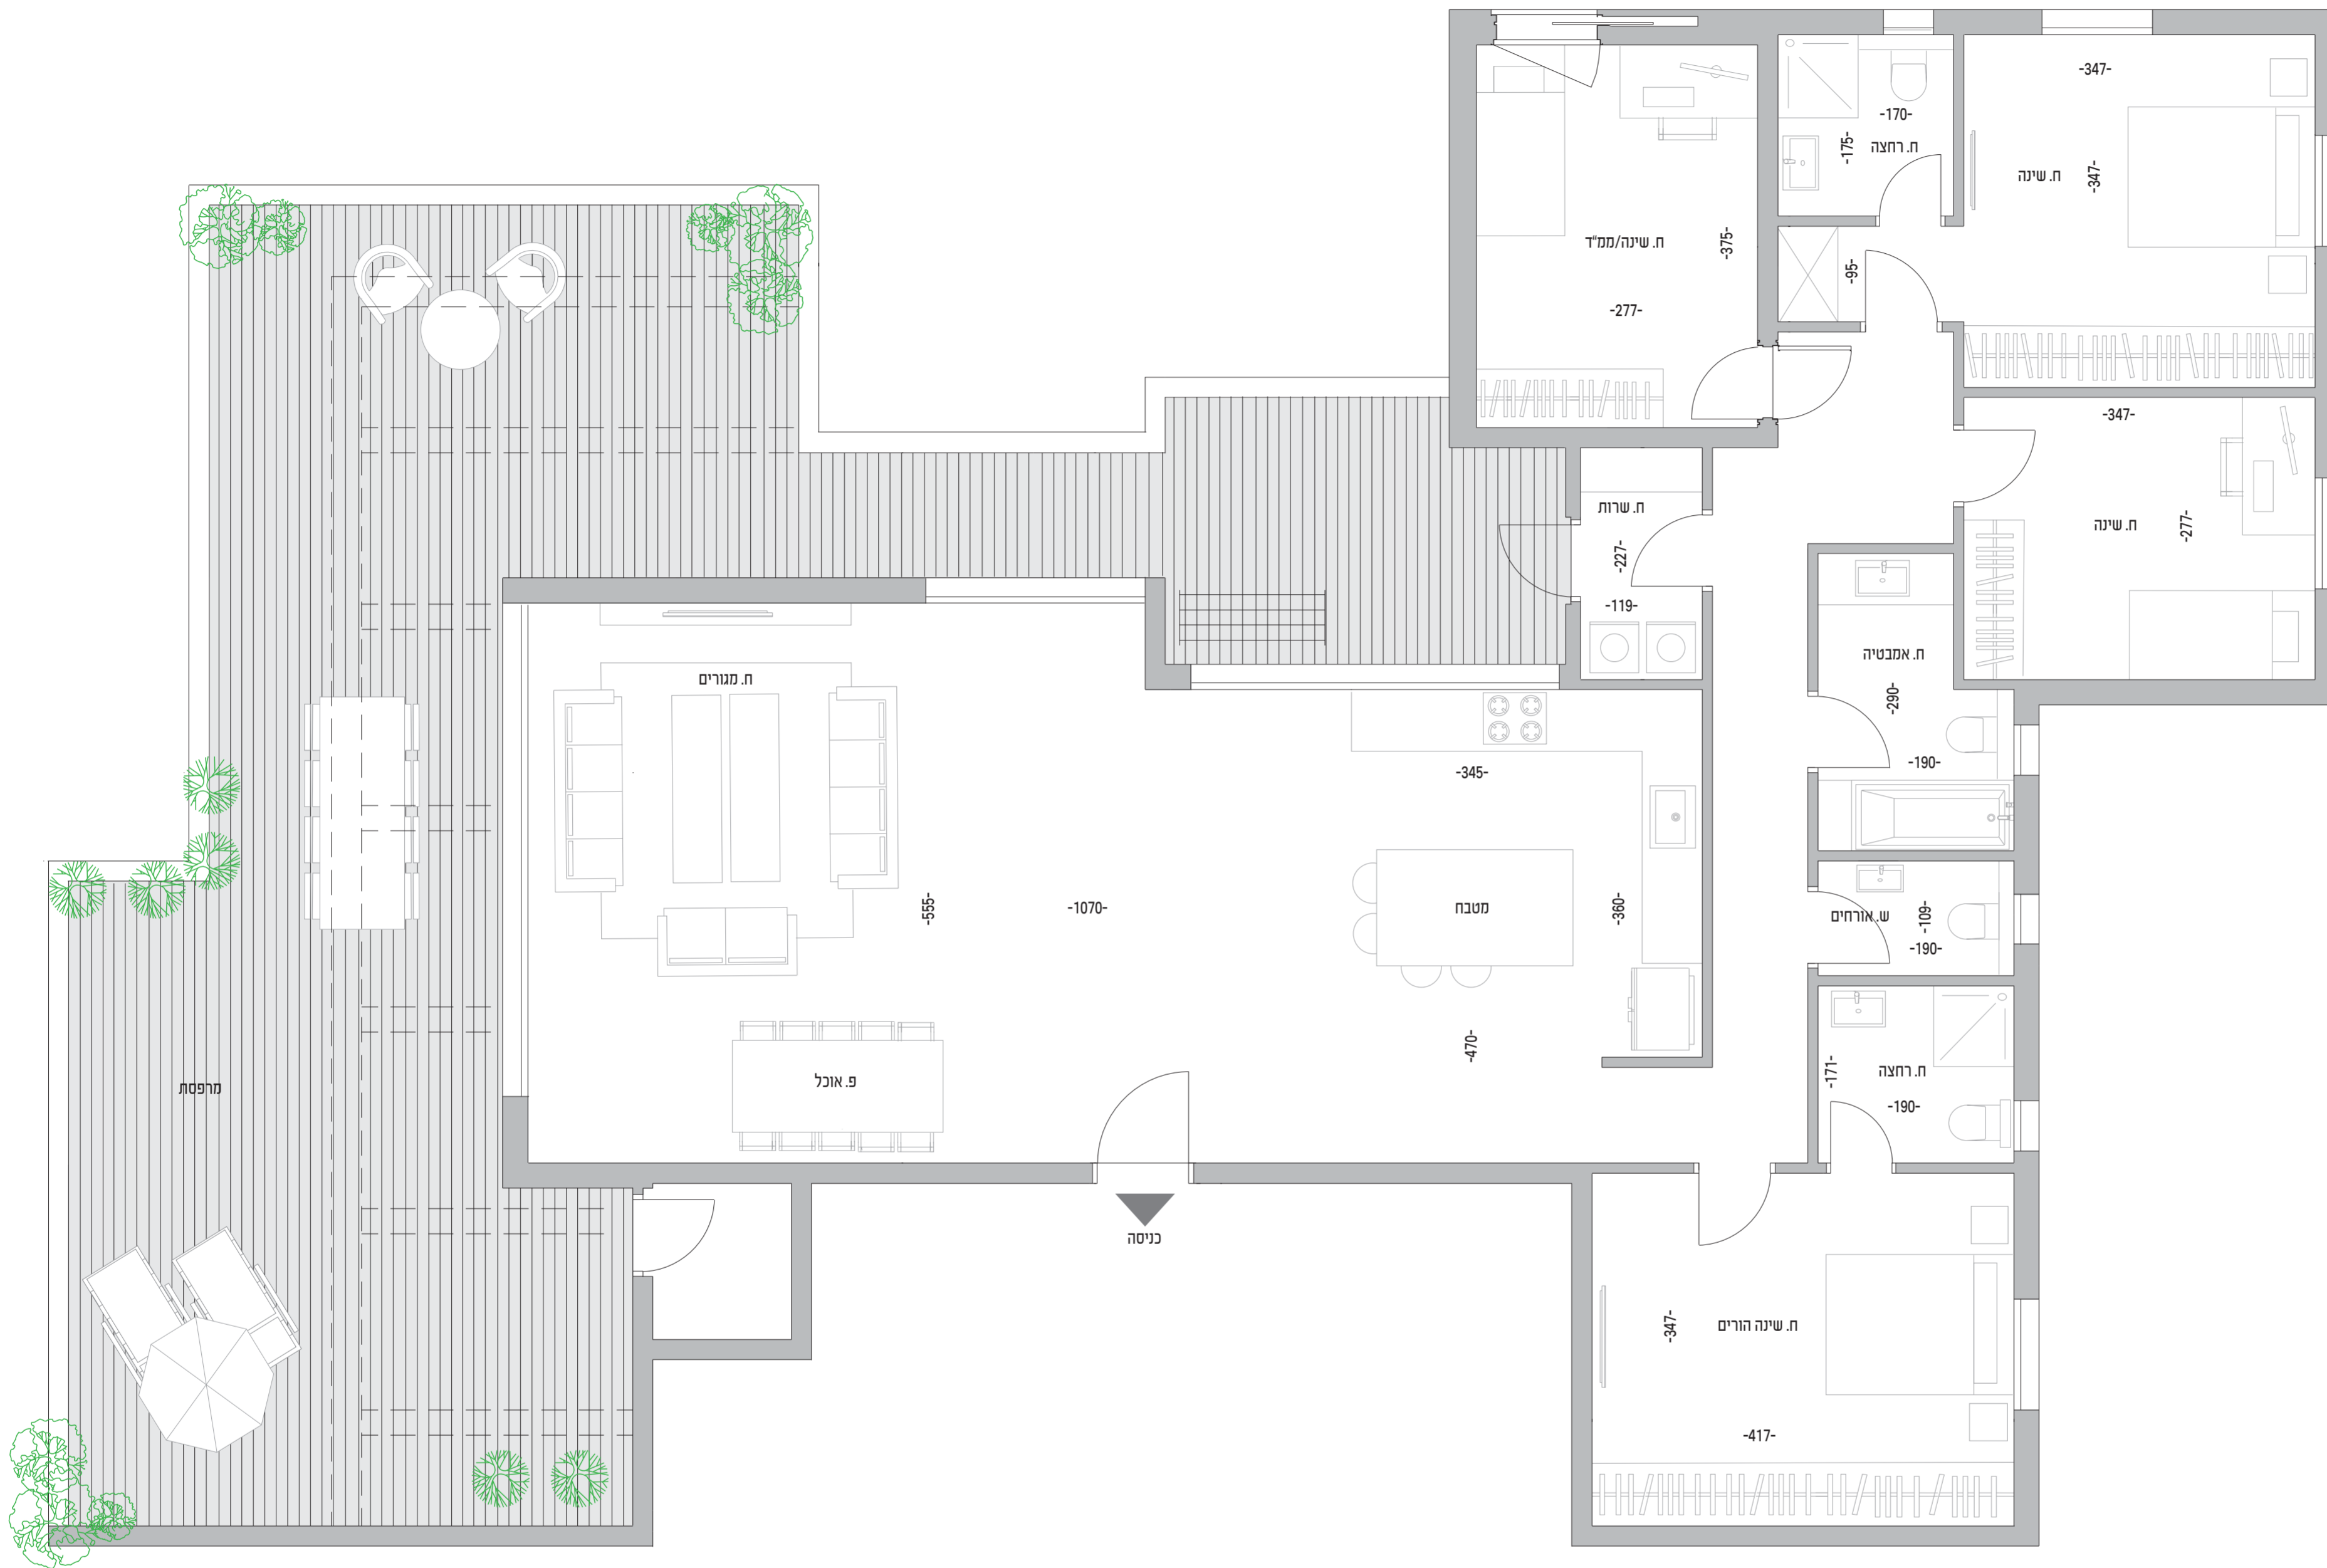 -347-
-170-
-175-
ח. רחצה
ח. שינה
-347-
ח. שינה/ממ"ד
-375-
-95-
-277-
-347-
ח. שרות
ח. שינה
-277-
-227-
-119-
ח. אמבטיה
ח. מגורים
-290-
-190-
-345-
-555-
-1070-
מטבח
-360-
ש. אורחים
-109-
-190-
-470-
ח. רחצה
-171-
-190-
פ. אוכל
מרפסת
כניסה
-347-
ח. שינה הורים
-417-